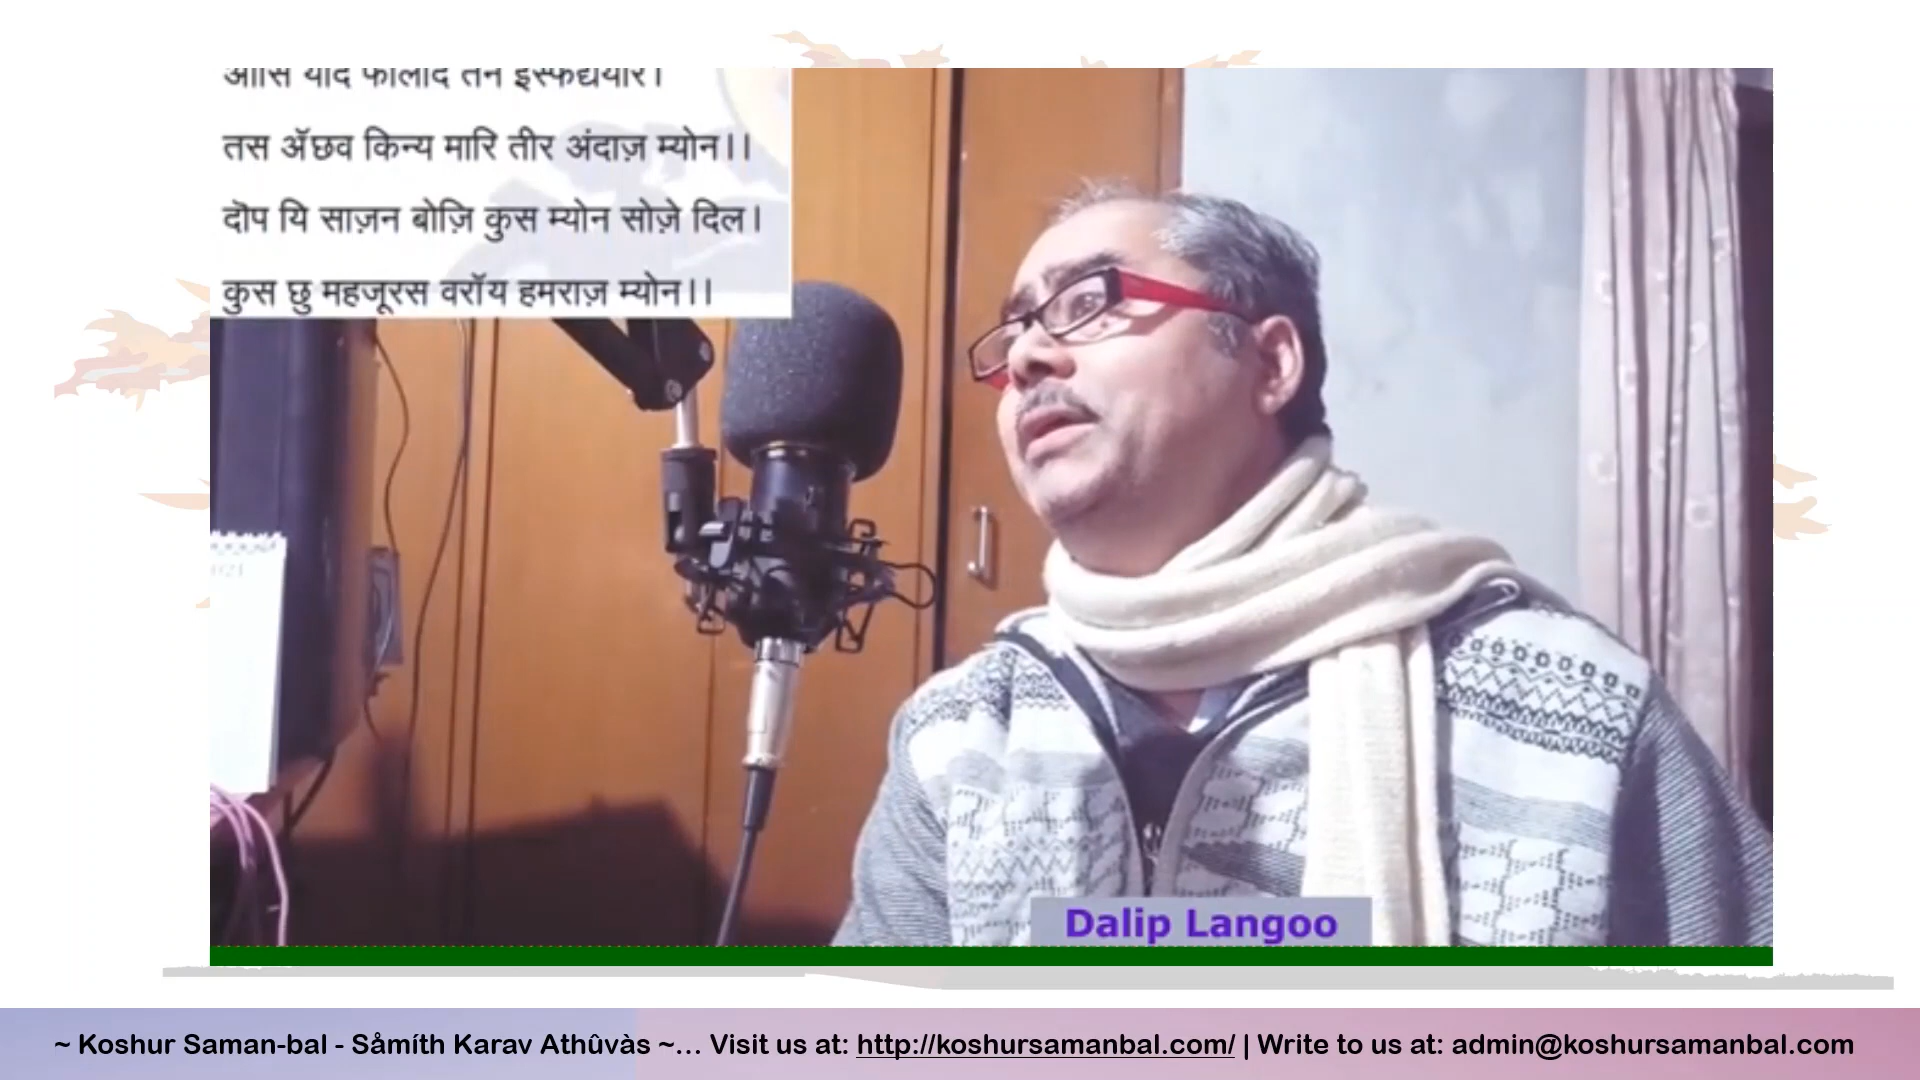 तस ॲछव किन्य मारि तीर अंदाज़ म्योन।।
दॊप यि साज़न बोज़ि कुस म्योन सोज़े दिल।
कुस छु महजूरस वरॉय हमराज़ म्योन।।
Dalip Langoo
~ Koshur Saman-bal - Såmíth Karav Athûvàs ~... Visit us at: http://koshursamanbal.com/ | Write to us at: admin@koshursamanbal.com